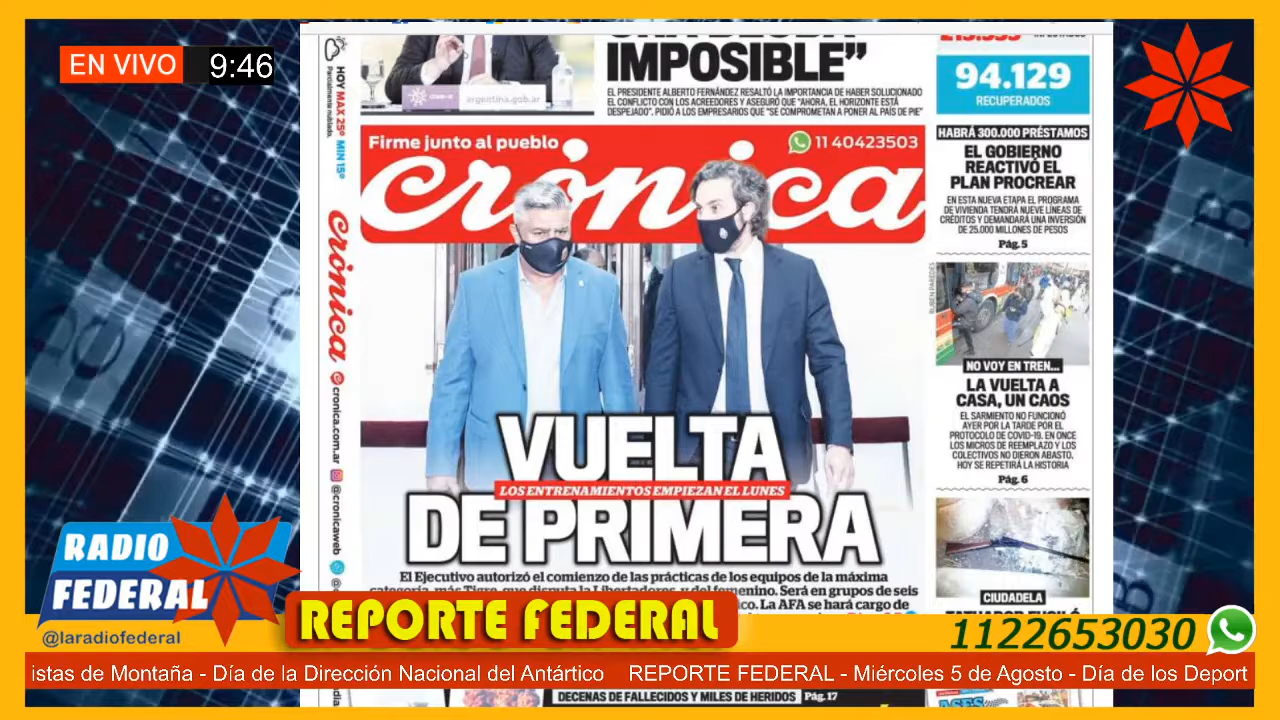 EN VIVO
9:46
HOY MAX 25º MIN 15º
Parcialmente nublado.
crónica
cronica.com.ar
@cronicaweb
IMPOSIBLE”
argentina.gob.ar
EL PRESIDENTE ALBERTO FERNÁNDEZ RESALTÓ LA IMPORTANCIA DE HABER SOLUCIONADO
EL CONFLICTO CON LOS ACREEDORES Y ASEGURÓ QUE “AHORA, EL HORIZONTE ESTÁ
DESPEJADO”. PIDIÓ A LOS EMPRESARIOS QUE “SE COMPROMETAN A PONER AL PAÍS DE PIE”
Firme junto al pueblo
11 40423503
crónica
VUELTA
LOS ENTRENAMIENTOS EMPIEZAN EL LUNES
DE PRIMERA
El Ejecutivo autorizó el comienzo de las prácticas de los equipos de la máxima
categoría, más Tigre, que disputa la Libertadores, y del femenino. Será en grupos de seis
La AFA se hará cargo de
94.129
RECUPERADOS
HABRÁ 300.000 PRÉSTAMOS
EL GOBIERNO
REACTIVÓ EL
PLAN PROCREAR
EN ESTA NUEVA ETAPA EL PROGRAMA
DE VIVIENDA TENDRÁ NUEVE LÍNEAS DE
CRÉDITOS Y DEMANDARÁ UNA INVERSIÓN
DE 25.000 MILLONES DE PESOS
Pág. 5
RUBEN PAREDES
NO VOY EN TREN...
LA VUELTA A
CASA, UN CAOS
EL SARMIENTO NO FUNCIONÓ
AYER POR LA TARDE POR EL
PROTOCOLO DE COVID-19. EN ONCE
LOS MICROS DE REEMPLAZO Y LOS
COLECTIVOS NO DIERON ABASTO.
HOY SE REPETIRÁ LA HISTORIA
Pág. 6
CIUDADELA
RADIO
FEDERAL
@laradiofederal
REPORTE FEDERAL
1122653030
istas de Montaña - Día de la Dirección Nacional del Antártico REPORTE FEDERAL - Miércoles 5 de Agosto - Día de los Deport
DECENAS DE FALLECIDOS Y MILES DE HERIDOS Pág. 17